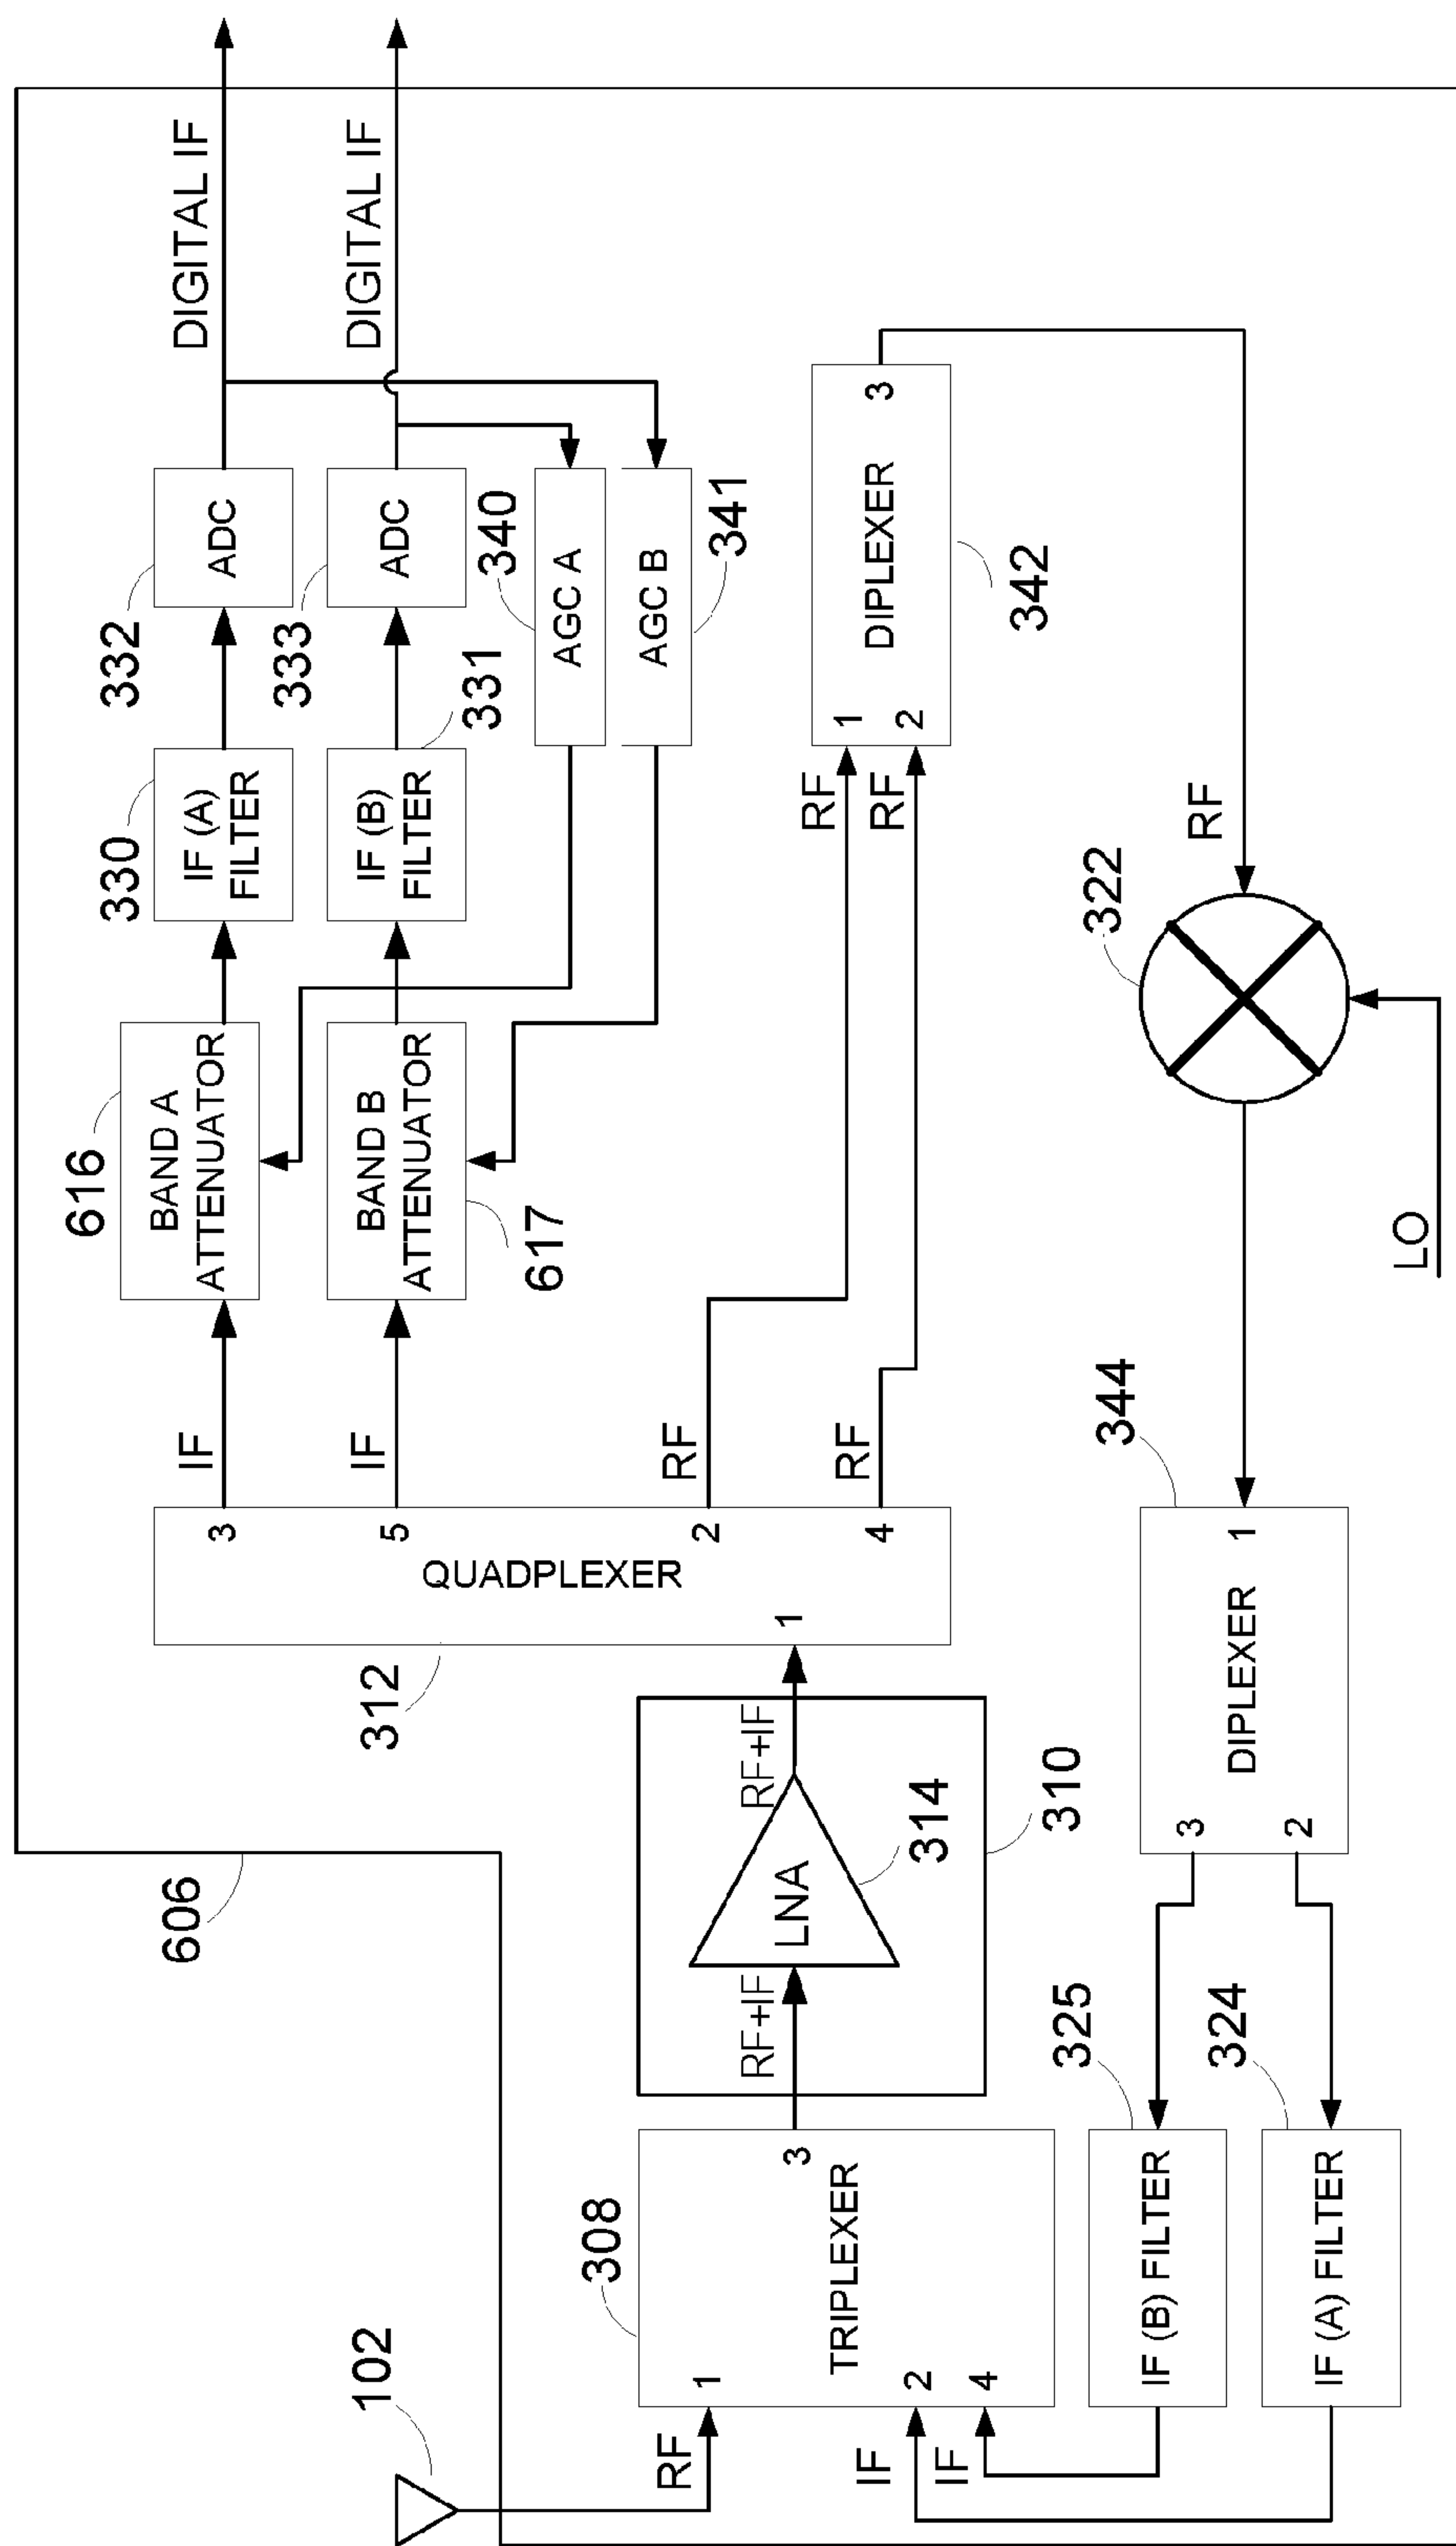 DIGITAL IF
DIGITAL IF
332
ADC
333
ADC
340
AGC A
341
AGC B
330
IF (A)
FILTER
331
IF (B)
FILTER
616
BAND A
ATTENUATOR
617
BAND B
ATTENUATOR
IF
IF
RF
RF
3
5
2
4
QUADPLEXER
1
312
RF
RF
1
2
DIPLEXER
3
342
RF
322
LO
344
1
DIPLEXER
3
2
606
RF+IF
LNA
RF+IF
314
310
308
3
TRIPLEXER
1
2
4
RF
IF
IF
102
325
IF (B) FILTER
324
IF (A) FILTER